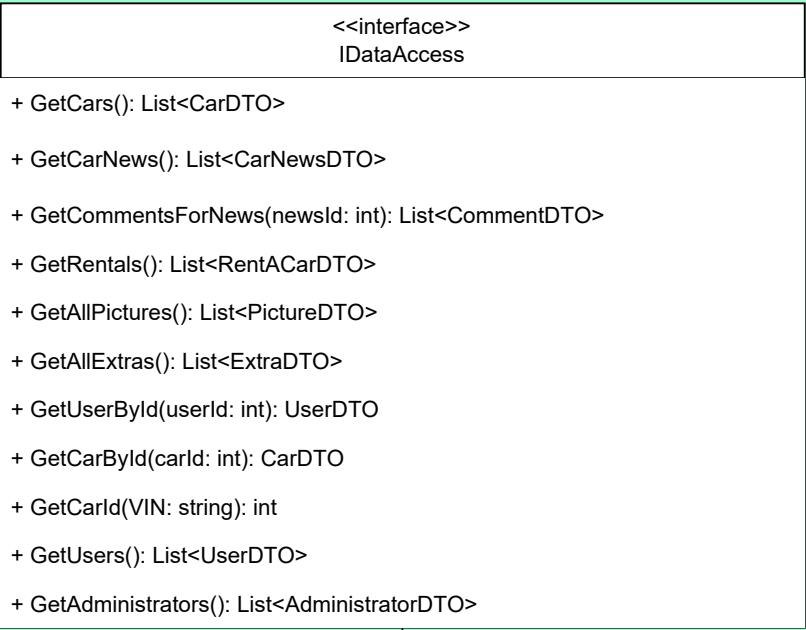 <<interface>>
IDataAccess
+ GetCars(): List<CarDTO>
+ GetCarNews(): List<CarNewsDTO>
+ GetCommentsForNews(newsId: int): List<CommentDTO>
+ GetRentals(): List<RentACarDTO>
+ GetAllPictures(): List<PictureDTO>
+ GetAllExtras(): List<ExtraDTO>
+ GetUserById(userId: int): UserDTO
+ GetCarById(carId: int): CarDTO
+ GetCarId(VIN: string): int
+ GetUsers(): List<UserDTO>
+ GetAdministrators(): List<AdministratorDTO>